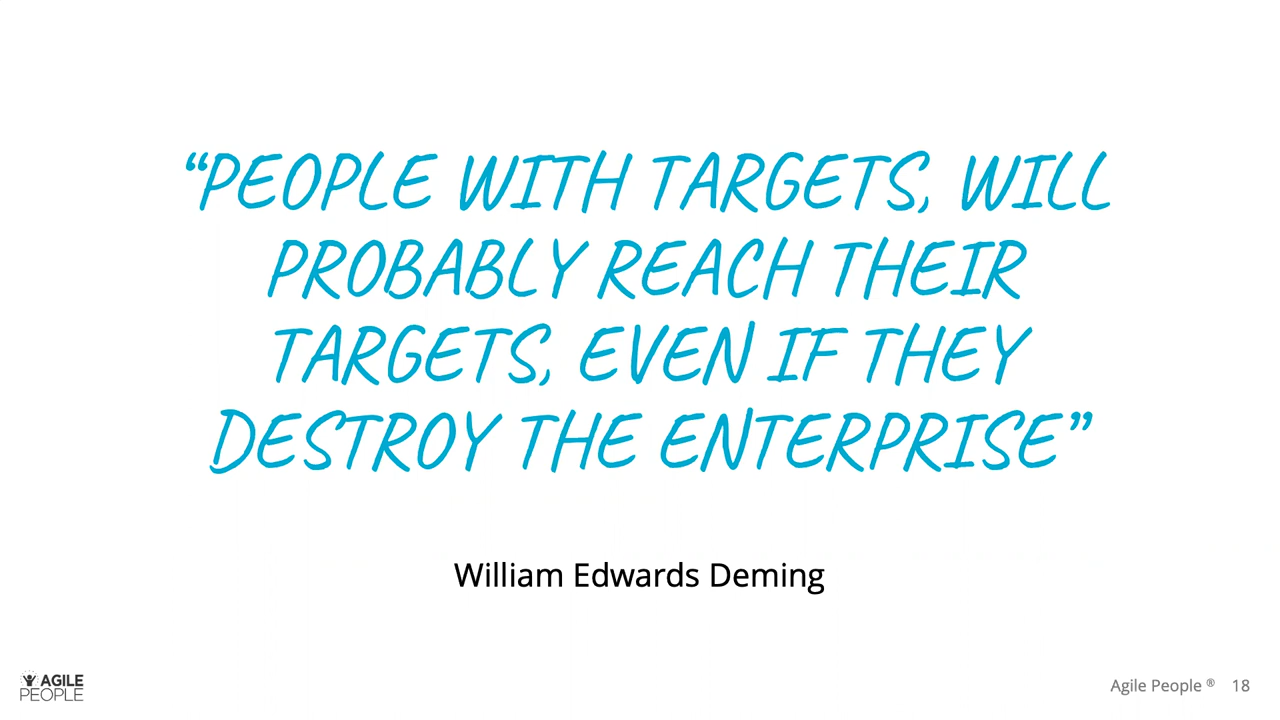 “PEOPLE WITH TARGETS, WILL
PROBABLY REACH THEIR
TARGETS, EVEN IF THEY
DESTROY THE ENTERPRISE”
William Edwards Deming
AGILE
PEOPLE
Agile People ® 18